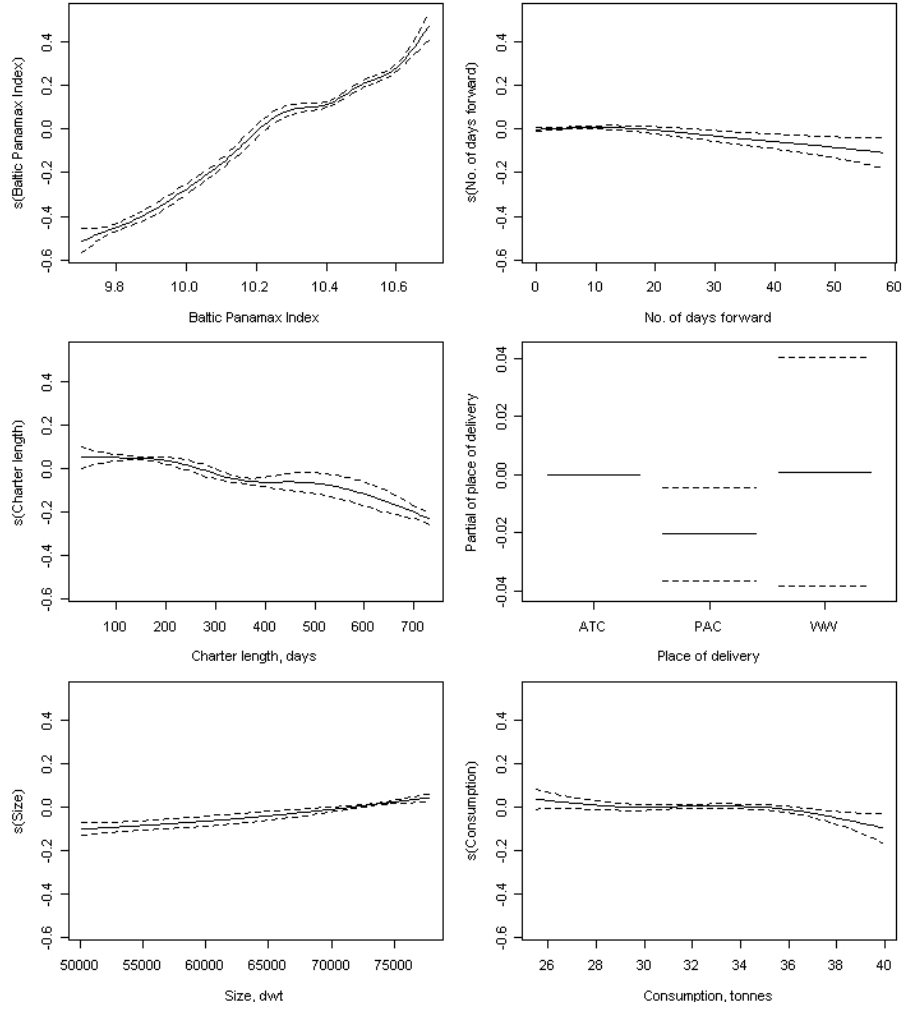 s(Baltic Panamax Index)
0.4
0.2
0.0
-0.2
-0.4
-0.6
9.8 10.0 10.2 10.4 10.6
Baltic Panamax Index
s(No. of days forward)
0.4
0.2
0.0
-0.2
-0.4
-0.6
0 10 20 30 40 50 60
No. of days forward
s(Charter length)
0.4
0.2
0.0
-0.2
-0.4
-0.6
100 200 300 400 500 600 700
Charter length, days
Partial of place of delivery
0.04
0.02
0.00
-0.02
-0.04
ATC PAC WW
Place of delivery
s(Size)
0.4
0.2
0.0
-0.2
-0.4
-0.6
50000 55000 60000 65000 70000 75000
Size, dwt
s(Consumption)
0.4
0.2
0.0
-0.2
-0.4
-0.6
26 28 30 32 34 36 38 40
Consumption, tonnes